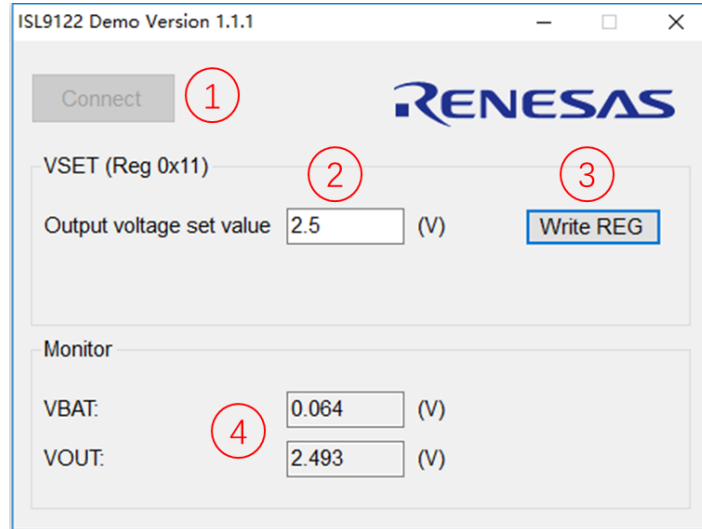 ISL9122 Demo Version 1.1.1
Connect
1
RENESAS
VSET (Reg 0x11)
2
3
Output voltage set value 2.5 (V) Write REG
Monitor
VBAT: 0.064 (V)
4
VOUT: 2.493 (V)